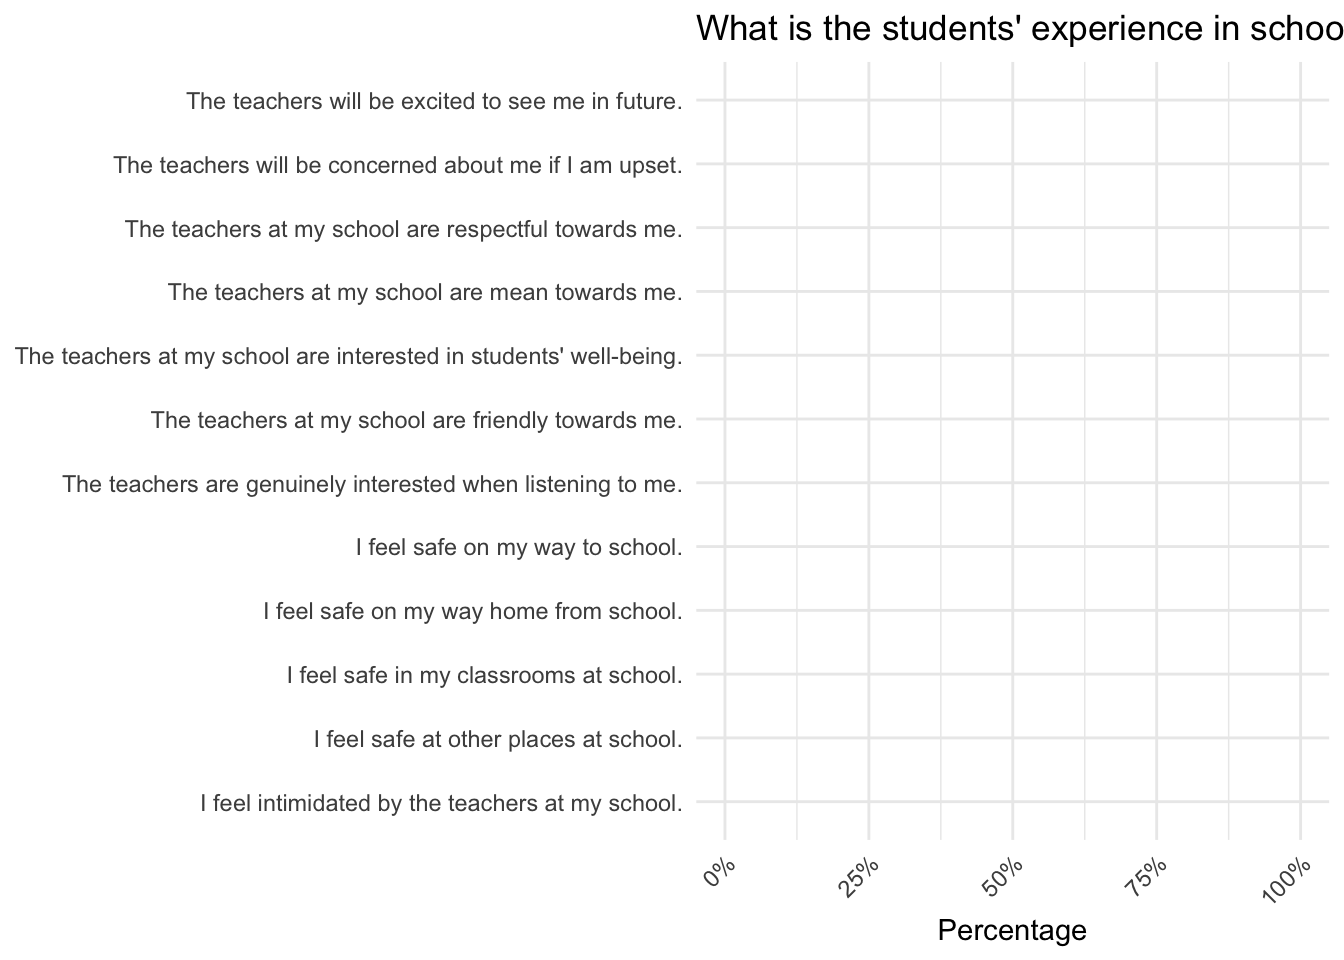 What is the students' experience in schoo
The teachers will be excited to see me in future.
The teachers will be concerned about me if I am upset.
The teachers at my school are respectful towards me.
The teachers at my school are mean towards me.
The teachers at my school are interested in students' well-being.
The teachers at my school are friendly towards me.
The teachers are genuinely interested when listening to me.
I feel safe on my way to school.
I feel safe on my way home from school.
I feel safe in my classrooms at school.
I feel safe at other places at school.
I feel intimidated by the teachers at my school.
0% 25% 50% 75% 100%
Percentage